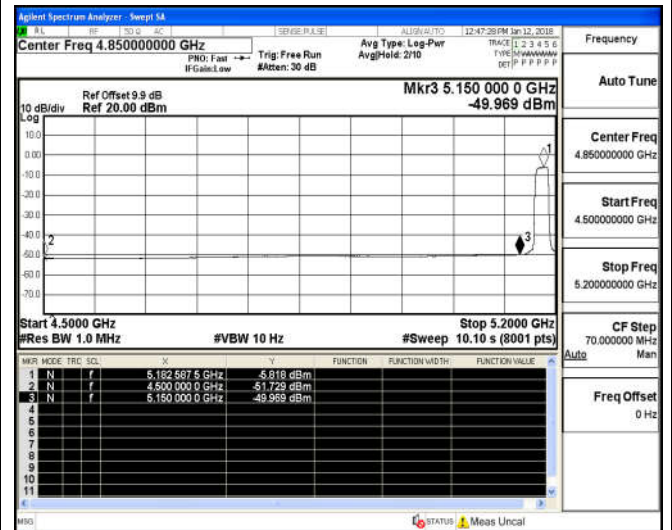 Agilent Spectrum Analyzer - Swept SA
RL RF 50 Ω AC SENSE:PULSE ALIGN AUTO 12:47:28 PM Jan 12, 2018
Center Freq 4.850000000 GHz
PNO: Fast Trig: Free Run Avg Type: Log-Pwr TRACE 1 2 3 4 5 6
IFGain:Low #Atten: 30 dB Avg|Hold: 2/10 TYPE M
DET P P P P P P
Frequency
Auto Tune
Ref Offset 9.9 dB
10 dB/div Ref 20.00 dBm
Log
Mkr3 5.150 000 0 GHz
-49.969 dBm
10.0
0.00
-10.0
-20.0
-30.0
-40.0
-50.0
-60.0
-70.0
1
2
3
Center Freq
4.850000000 GHz
Start Freq
4.500000000 GHz
Stop Freq
5.200000000 GHz
Start 4.5000 GHz Stop 5.2000 GHz
#Res BW 1.0 MHz #VBW 10 Hz #Sweep 10.10 s (8001 pts)
CF Step
70.000000 MHz
Auto Man
Freq Offset
0 Hz
MKR MODE TRC SCL X Y FUNCTION FUNCTION WIDTH FUNCTION VALUE
1 N f 5.182 587 5 GHz -5.818 dBm
2 N f 4.500 000 0 GHz -51.729 dBm
3 N f 5.150 000 0 GHz -49.969 dBm
4
5
6
7
8
9
10
11
MSG STATUS Meas Uncal